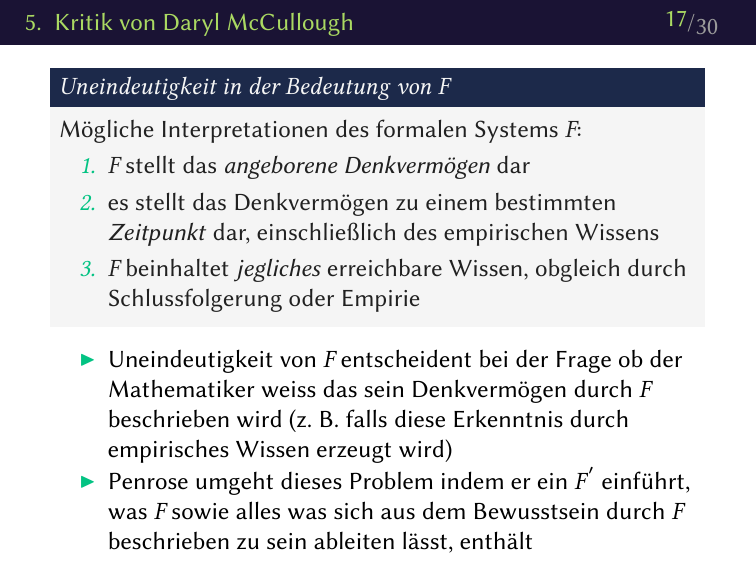 5. Kritik von Daryl McCullough
17/30
Uneindeutigkeit in der Bedeutung von F
Mögliche Interpretationen des formalen Systems F:
1. F stellt das angeborene Denkvermögen dar
2. es stellt das Denkvermögen zu einem bestimmten
Zeitpunkt dar, einschließlich des empirischen Wissens
3. F beinhaltet jegliches erreichbare Wissen, obgleich durch
Schlussfolgerung oder Empirie
▶ Uneindeutigkeit von F entscheident bei der Frage ob der
Mathematiker weiss das sein Denkvermögen durch F
beschrieben wird (z. B. falls diese Erkenntnis durch
empirisches Wissen erzeugt wird)
▶ Penrose umgeht dieses Problem indem er ein F′ einführt,
was F sowie alles was sich aus dem Bewusstsein durch F
beschrieben zu sein ableiten lässt, enthält